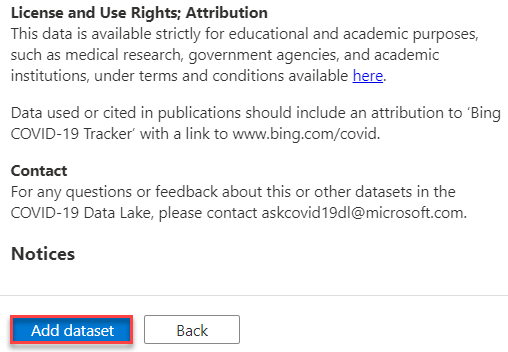 License and Use Rights; Attribution
This data is available strictly for educational and academic purposes,
such as medical research, government agencies, and academic
institutions, under terms and conditions available here.
Data used or cited in publications should include an attribution to ‘Bing
COVID-19 Tracker’ with a link to www.bing.com/covid.
Contact
For any questions or feedback about this or other datasets in the
COVID-19 Data Lake, please contact askcovid19dl@microsoft.com.
Notices
Add dataset
Back